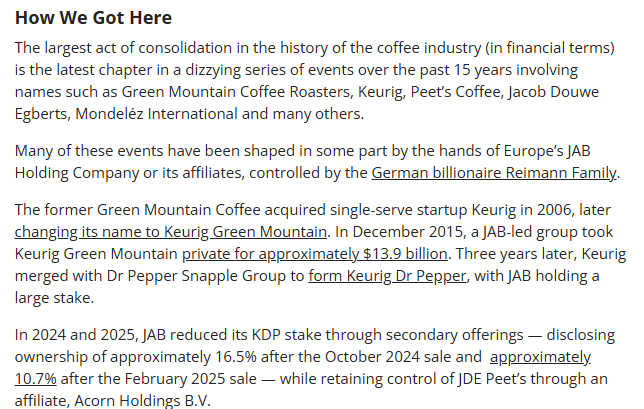 How We Got Here
The largest act of consolidation in the history of the coffee industry (in financial terms)
is the latest chapter in a dizzying series of events over the past 15 years involving
names such as Green Mountain Coffee Roasters, Keurig, Peet’s Coffee, Jacob Douwe
Egberts, Mondeléz International and many others.
Many of these events have been shaped in some part by the hands of Europe’s JAB
Holding Company or its affiliates, controlled by the German billionaire Reimann Family.
The former Green Mountain Coffee acquired single-serve startup Keurig in 2006, later
changing its name to Keurig Green Mountain. In December 2015, a JAB-led group took
Keurig Green Mountain private for approximately $13.9 billion. Three years later, Keurig
merged with Dr Pepper Snapple Group to form Keurig Dr Pepper, with JAB holding a
large stake.
In 2024 and 2025, JAB reduced its KDP stake through secondary offerings — disclosing
ownership of approximately 16.5% after the October 2024 sale and approximately
10.7% after the February 2025 sale — while retaining control of JDE Peet’s through an
affiliate, Acorn Holdings B.V.